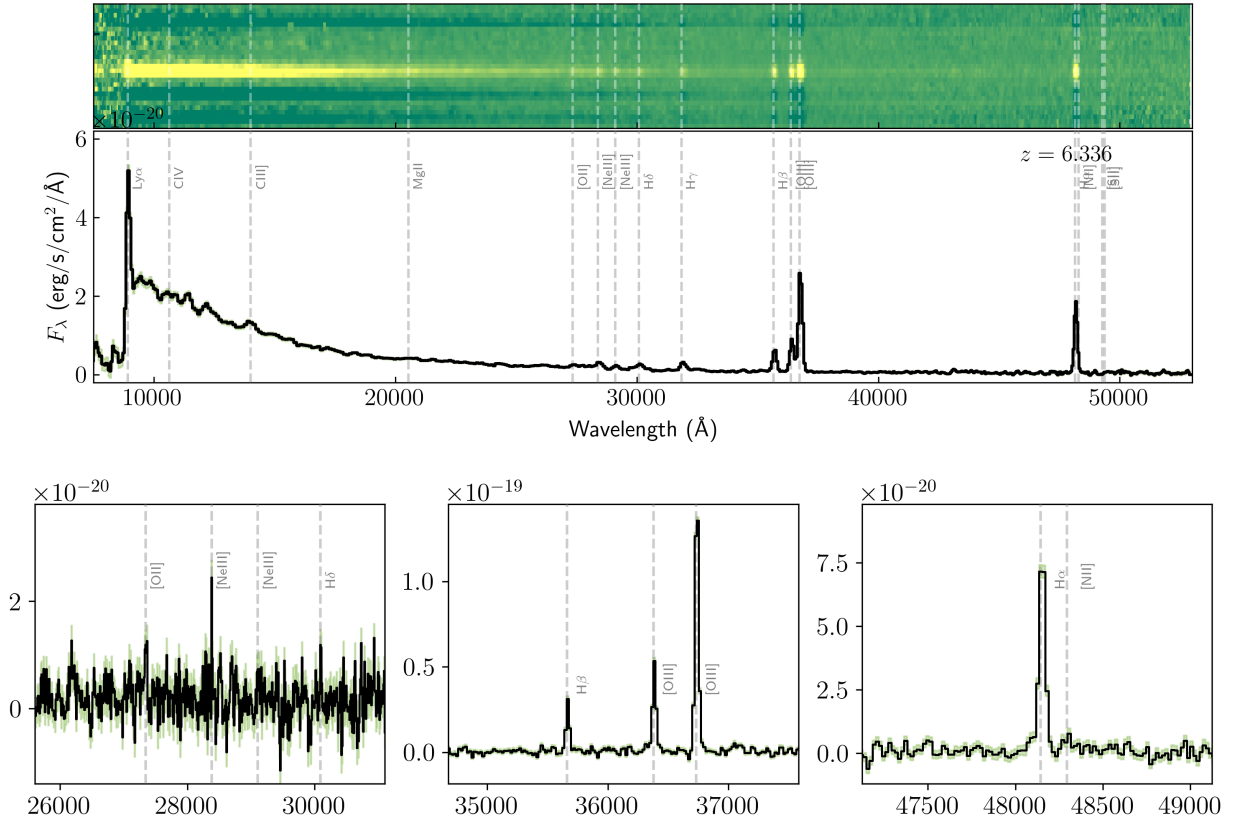 ×10⁻²⁰
6
4
2
0
F_λ (erg/s/cm²/Å)
z = 6.336
Lyα
CIV
CIII]
MgII
[OII]
[NeIII]
[NeIII]
Hδ
Hγ
Hβ
[OIII]
[OIII]
Hα
[NII]
[SII]
10000 20000 30000 40000 50000
Wavelength (Å)
×10⁻²⁰
2
0
[OII]
[NeIII]
[NeIII]
Hδ
26000 28000 30000
×10⁻¹⁹
1.0
0.5
0.0
Hβ
[OIII]
[OIII]
35000 36000 37000
×10⁻²⁰
7.5
5.0
2.5
0.0
Hα
[NII]
47500 48000 48500 49000